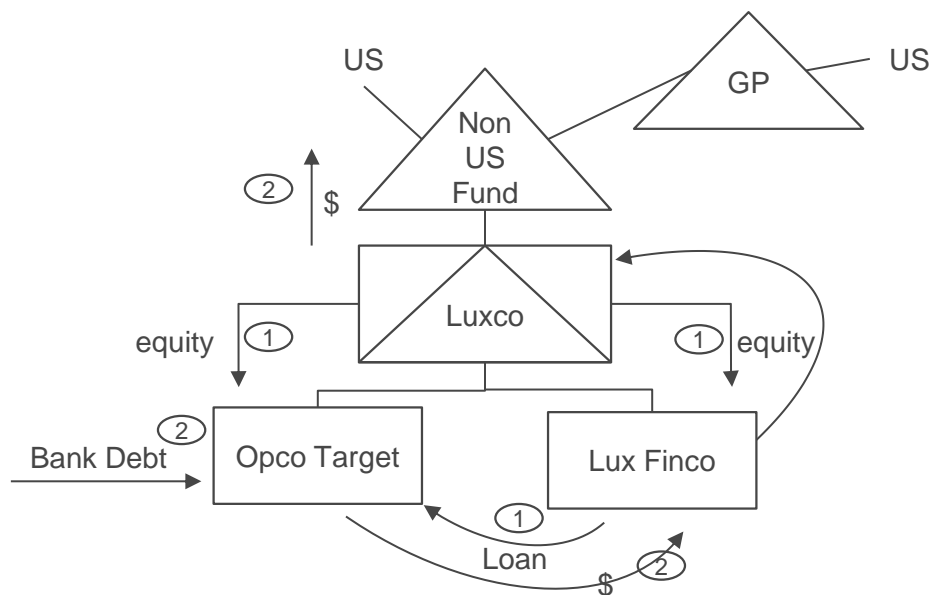 US
GP
US
Non
US
Fund
2
$
Luxco
equity
1
1
equity
2
Bank Debt
Opco Target
Lux Finco
1
Loan
2
$